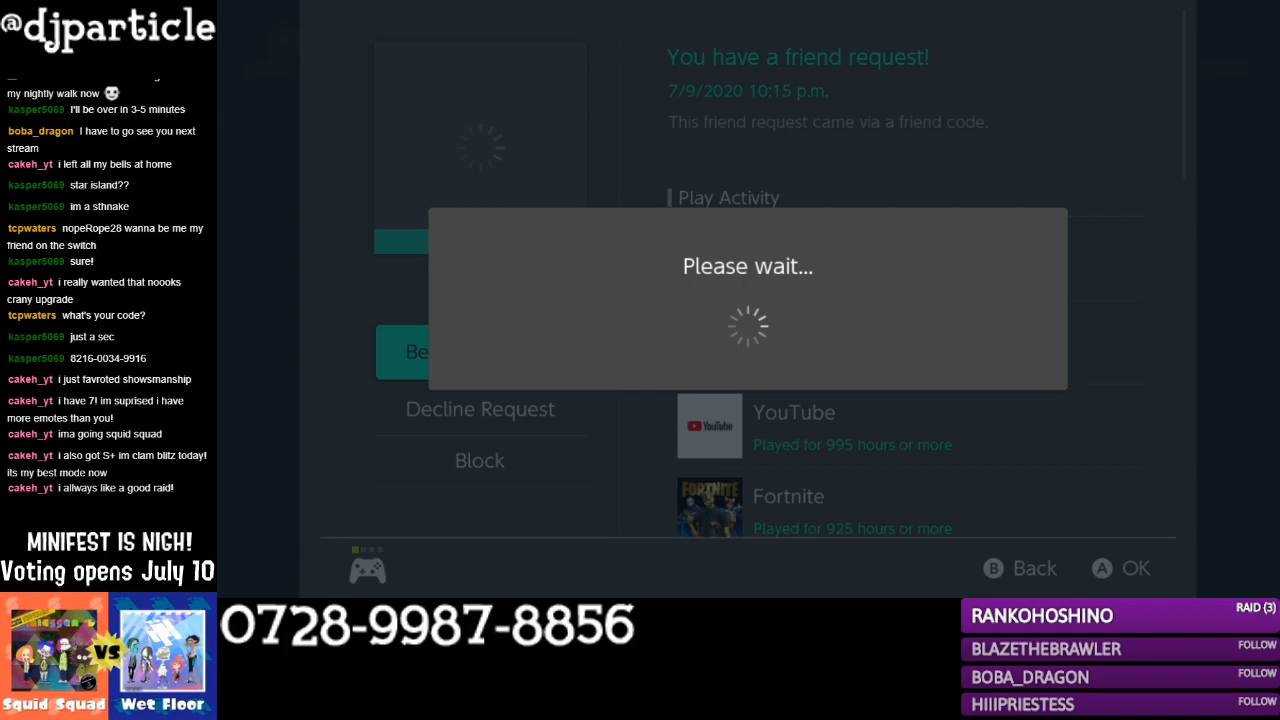 @djparticle
my nightly walk now
kasper5069 I'll be over in 3-5 minutes
boba_dragon I have to go see you next
stream
cakeh_yt i left all my bells at home
kasper5069 star island??
kasper5069 im a sthnake
tcpwaters nopeRope28 wanna be me my
friend on the switch
kasper5069 sure!
cakeh_yt i really wanted that noooks
crany upgrade
tcpwaters what's your code?
kasper5069 just a sec
kasper5069 8216-0034-9916
cakeh_yt i just favroted showsmanship
cakeh_yt i have 7! im suprised i have
more emotes than you!
cakeh_yt ima going squid squad
cakeh_yt i also got S+ im clam blitz today!
its my best mode now
cakeh_yt i allways like a good raid!
MINIFEST IS NIGH!
Voting opens July 10
VS
Squid Squad
Wet Floor
You have a friend request!
7/9/2020 10:15 p.m.
This friend request came via a friend code.
Play Activity
Please wait...
Be
Decline Request
Block
YouTube
YouTube
Played for 995 hours or more
FORTNITE
Fortnite
Played for 925 hours or more
B Back
A OK
0728-9987-8856
RANKOHOSHINO RAID (3)
BLAZETHEBRAWLER FOLLOW
BOBA_DRAGON FOLLOW
HIIIPRIESTESS FOLLOW